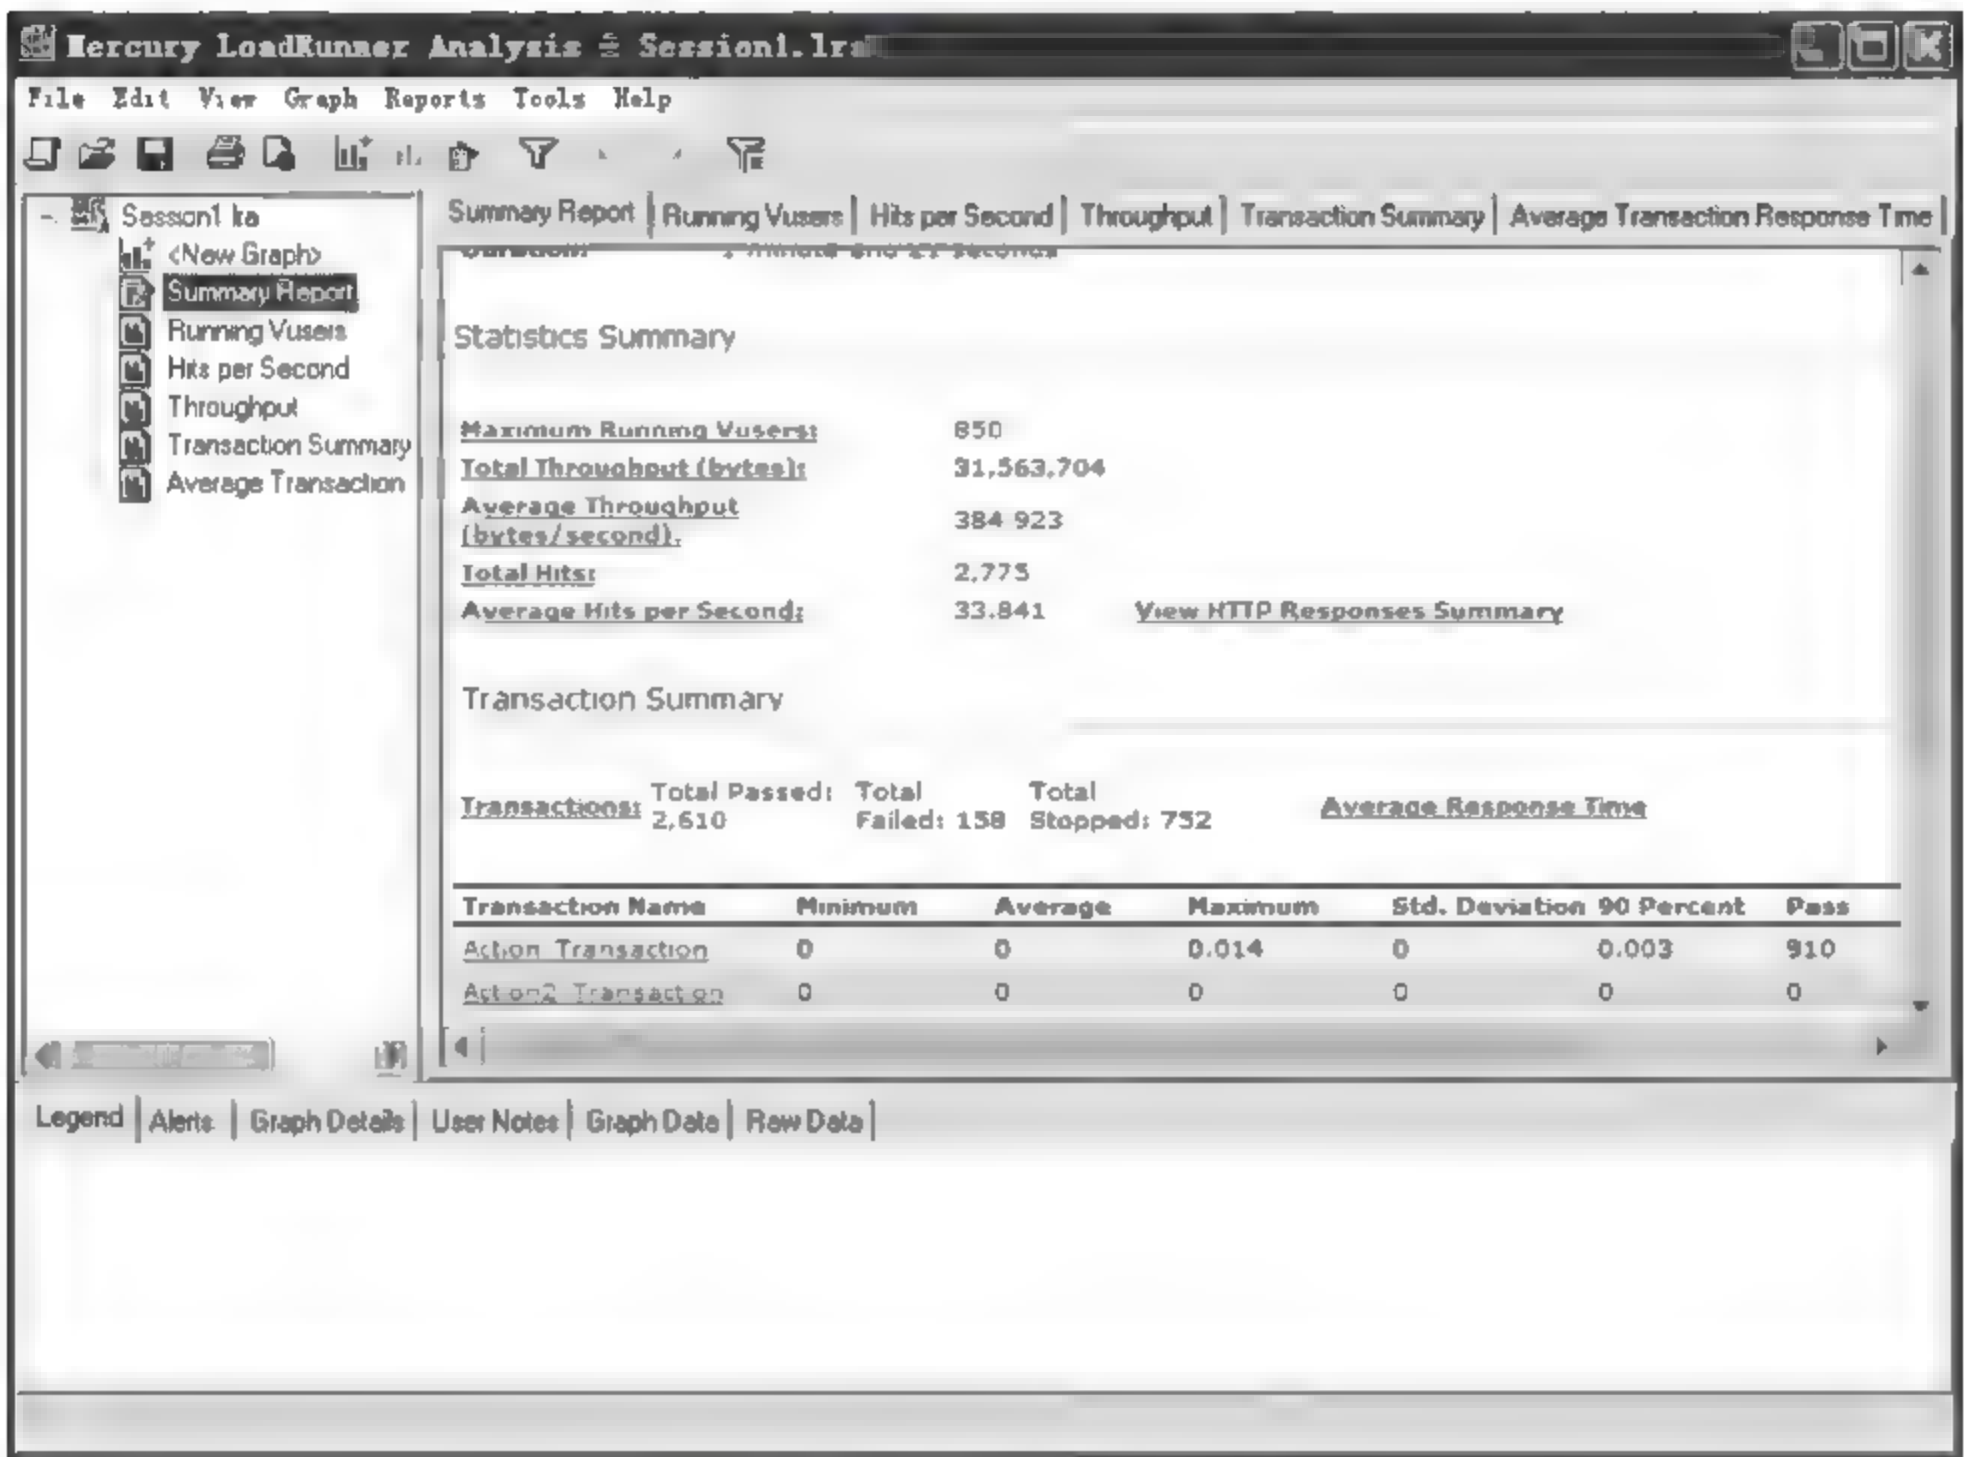 Mercury LoadRunner Analysis - Session1.lra
File Edit View Graph Reports Tools Help
Session1 lra
<New Graph>
Summary Report
Running Vusers
Hits per Second
Throughput
Transaction Summary
Average Transaction
Summary Report Running Vusers Hits per Second Throughput Transaction Summary Average Transaction Response Time
minute and seconds
Statistics Summary
Maximum Running Vusers: 850
Total Throughput (bytes): 31,563,704
Average Throughput
(bytes/second). 384 923
Total Hits: 2,775
Average Hits per Second: 33.841 View HTTP Responses Summary
Transaction Summary
Transactions: Total Passed: 2,610 Total Failed: 158 Total Stopped: 752 Average Response Time
Transaction Name Minimum Average Maximum Std. Deviation 90 Percent Pass
Action_Transaction 0 0 0.014 0 0.003 910
Action2_Transaction 0 0 0 0 0 0
Legend Alerts Graph Details User Notes Graph Data Raw Data